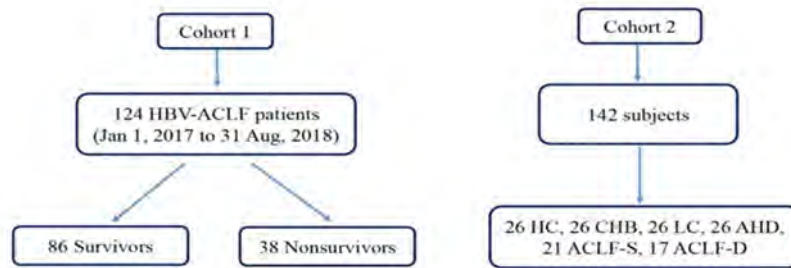 Cohort 1
124 HBV-ACLF patients
(Jan 1, 2017 to 31 Aug, 2018)
86 Survivors
38 Nonsurvivors
Cohort 2
142 subjects
26 HC, 26 CHB, 26 LC, 26 AHD,
21 ACLF-S, 17 ACLF-D